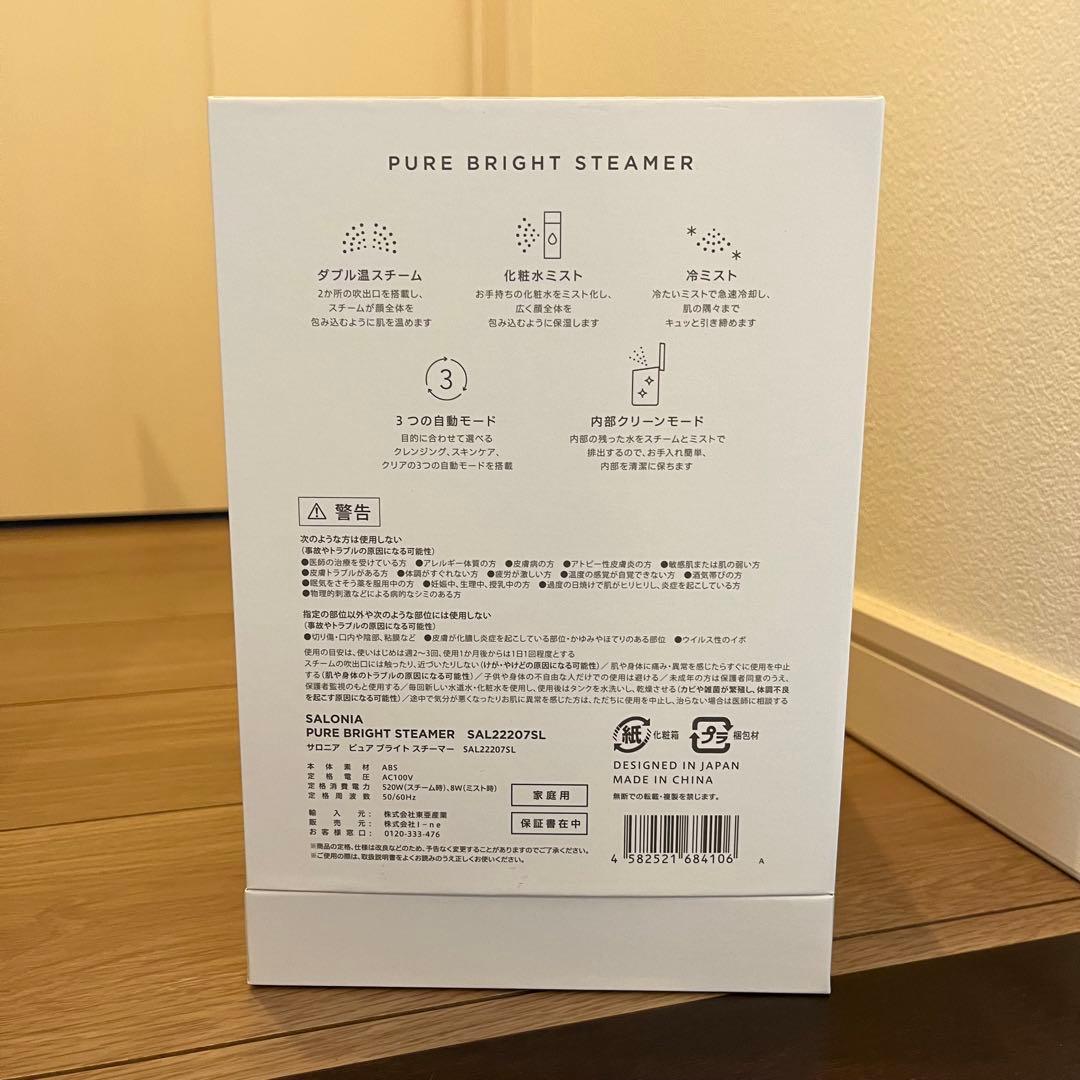 PURE BRIGHT STEAMER
ダブル温スチーム
2か所の吹出口を搭載し、
スチームが顔全体を
包み込むように肌を温めます
化粧水ミスト
お手持ちの化粧水をミスト化し、
広く顔全体を
包み込むように保湿します
冷ミスト
冷たいミストで急速冷却し、
肌の隅々まで
キュッと引き締めます
3
3つの自動モード
目的に合わせて選べる
クレンジング、スキンケア、
クリアの3つの自動モードを搭載
内部クリーンモード
内部の残った水をスチームとミストで
排出するので、お手入れ簡単、
内部を清潔に保ちます
⚠ 警告
次のような方は使用しない
(事故やトラブルの原因になる可能性)
●医師の治療を受けている方 ●アレルギー体質の方 ●皮膚病の方 ●アトピー性皮膚炎の方 ●敏感肌または肌の弱い方
●皮膚トラブルがある方 ●体調がすぐれない方 ●疲労が激しい方 ●温度の感覚が自覚できない方 ●酒気帯びの方
●眠気をさそう薬を服用中の方 ●妊娠中、生理中、授乳中の方 ●過度の日焼けで肌がヒリヒリし、炎症を起こしている方
●物理的刺激などによる病的なシミのある方
指定の部位以外や次のような部位には使用しない
(事故やトラブルの原因になる可能性)
●切り傷・口内や陰部、粘膜など ●皮膚が化膿し炎症を起こしている部位・かゆみやほてりのある部位 ●ウイルス性のイボ
使用の目安は、使いはじめは週2〜3回、使用1か月後からは1日1回程度とする
スチームの吹出口には触ったり、近づいたりしない(けが・やけどの原因になる可能性)/ 肌や身体に痛み・異常を感じたらすぐに使用を中止
する(肌や身体のトラブルの原因になる可能性)/ 子供や身体の不自由な人だけでの使用は避ける/ 未成年の方は保護者同意のうえ、
保護者監視のもと使用する/ 毎回新しい水道水・化粧水を使用し、使用後はタンクを水洗いし、乾燥させる(カビや雑菌が繁殖し、体調不良
を起こす原因になる可能性)/ 途中で気分が悪くなったりお肌に異常を感じた方は、ただちに使用を中止し、治らない場合は医師に相談する
SALONIA
PURE BRIGHT STEAMER SAL22207SL
サロニア ピュア ブライト スチーマー SAL22207SL
本体素材 ABS
定格電圧 AC100V
定格消費電力 520W(スチーム時)、8W(ミスト時)
定格周波数 50/60Hz
輸入元: 株式会社東亜産業
販売元: 株式会社I-ne
お客様窓口: 0120-333-476
家庭用
保証書在中
紙 化粧箱 プラ 梱包材
DESIGNED IN JAPAN
MADE IN CHINA
無断での転載・複製を禁じます。
4 582521 684106 A
※商品の定格、仕様は改良などのため、予告なく変更することがありますのでご了承ください。
※ご使用の際は、取扱説明書をよくお読みのうえ正しくお使いください。